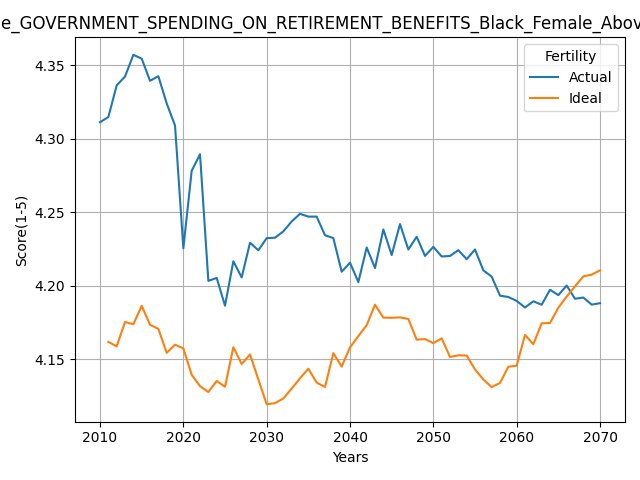 e_GOVERNMENT_SPENDING_ON_RETIREMENT_BENEFITS_Black_Female_Abov
Fertility
Actual
Ideal
4.35
4.30
4.25
4.20
4.15
Score(1-5)
2010 2020 2030 2040 2050 2060 2070
Years